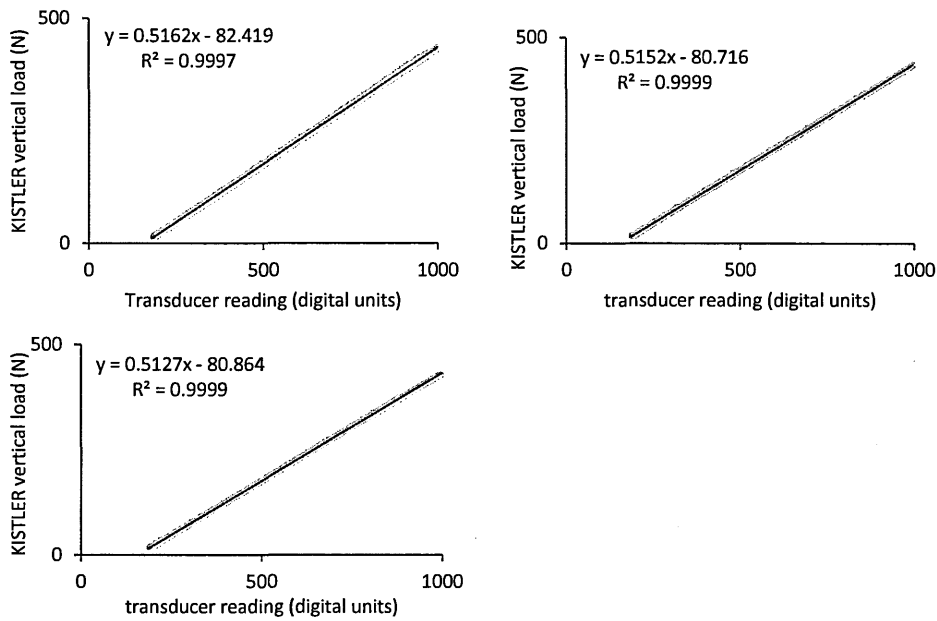 500
y = 0.5162x - 82.419
R² = 0.9997
KISTLER vertical load (N)
0
0
500
1000
Transducer reading (digital units)
500
y = 0.5152x - 80.716
R² = 0.9999
KISTLER vertical load (N)
0
0
500
1000
transducer reading (digital units)
500
y = 0.5127x - 80.864
R² = 0.9999
KISTLER vertical load (N)
0
0
500
1000
transducer reading (digital units)